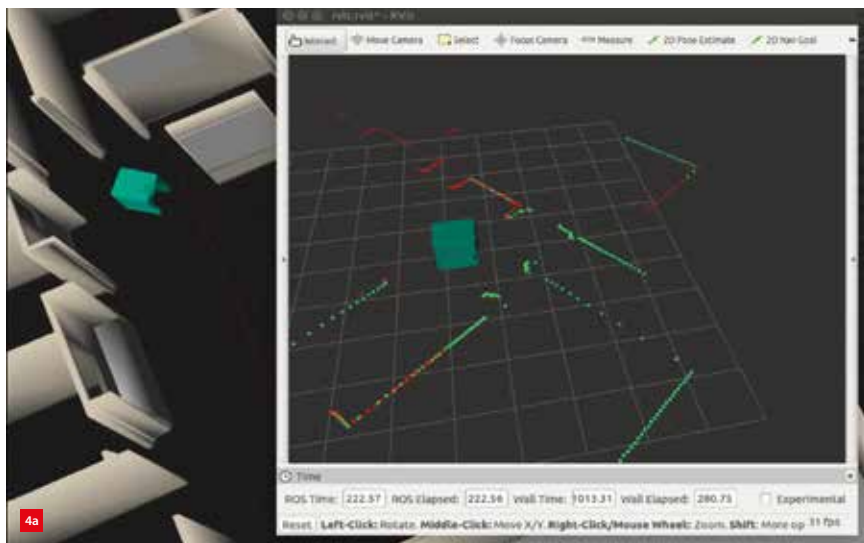 rviz.rviz* - RViz
Interact Move Camera Select Focus Camera Measure 2D Pose Estimate 2D Nav Goal
Time
ROS Time: 222.57 ROS Elapsed: 222.56 Wall Time: Wall Elapsed: 280.75 Experimental
Reset Left-Click: Rotate. Middle-Click: Move X/Y. Right-Click/Mouse Wheel: Zoom. Shift: More op 31 fps
4a